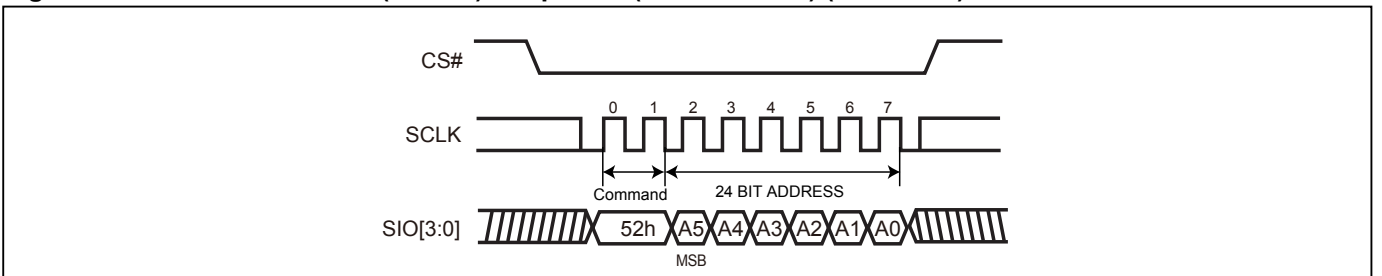 CS#
0 1 2 3 4 5 6 7
SCLK
Command 24 BIT ADDRESS
SIO[3:0] 52h A5 A4 A3 A2 A1 A0
MSB